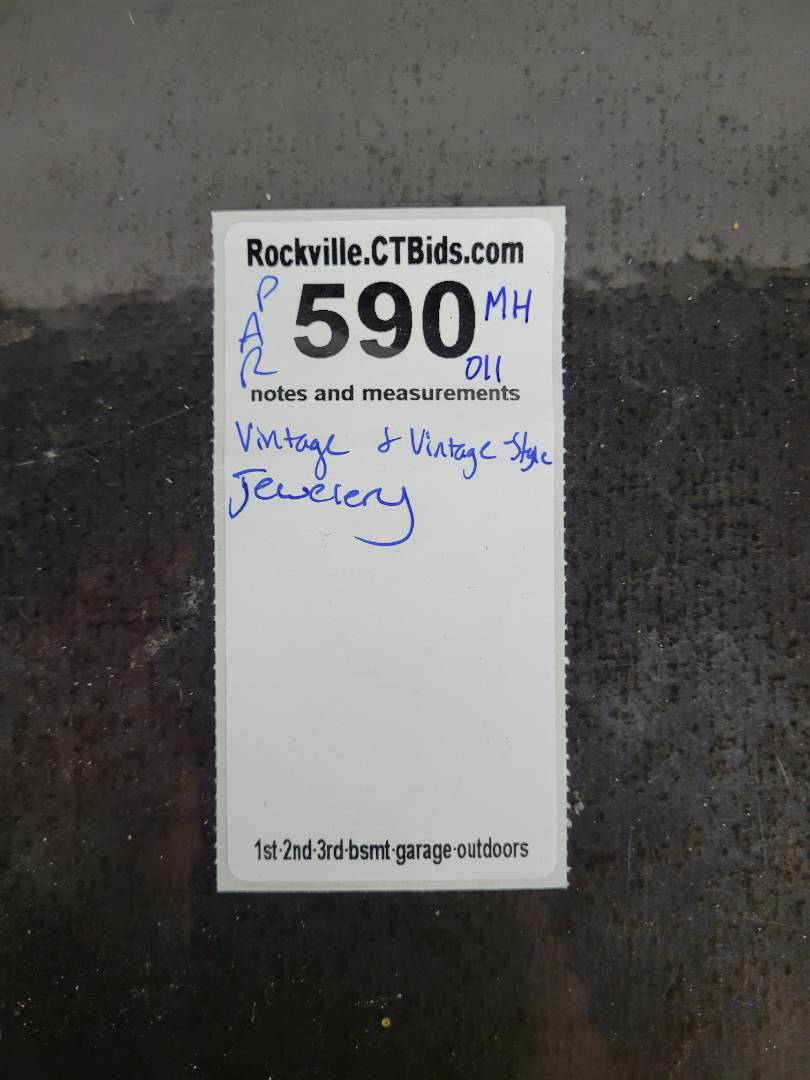 Rockville.CTBids.com
PAR
590
MH
011
notes and measurements
Vintage & Vintage Style
Jewelery
1st·2nd·3rd·bsmt·garage·outdoors